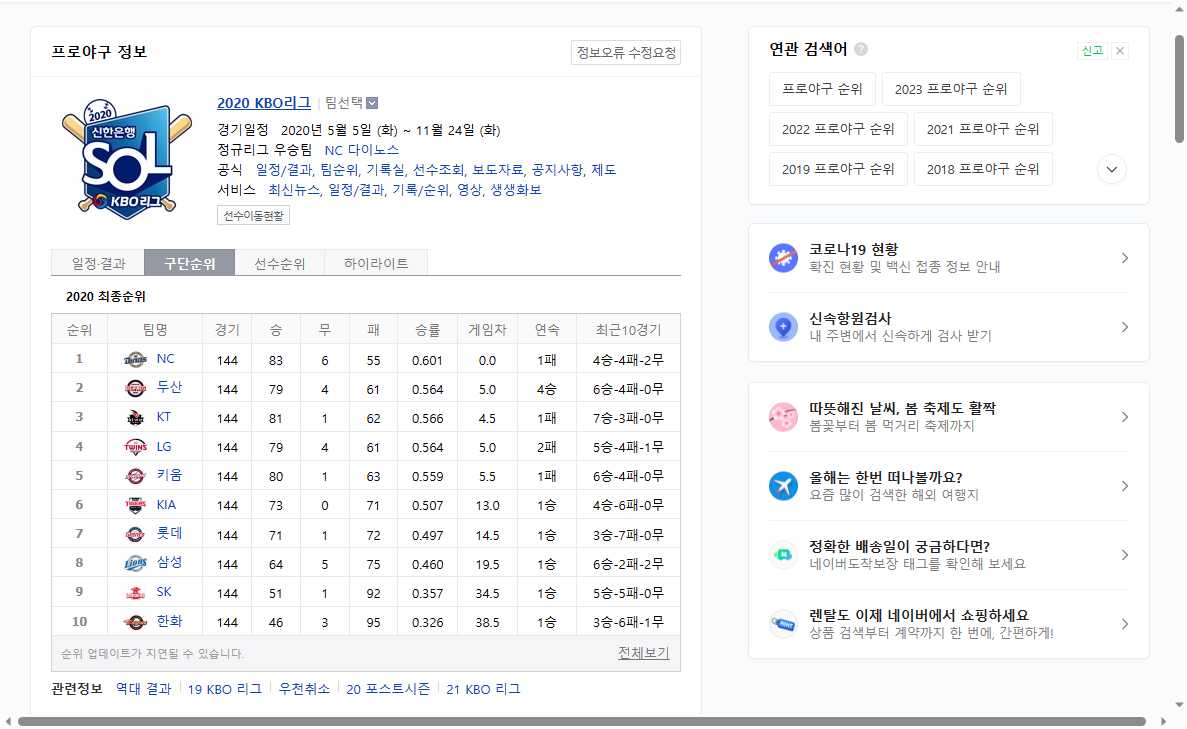 프로야구 정보
정보오류 수정요청
2020
신한은행
SOL
KBO리그
2020 KBO리그 팀선택
경기일정 2020년 5월 5일 (화) ~ 11월 24일 (화)
정규리그 우승팀 NC 다이노스
공식 일정/결과, 팀순위, 기록실, 선수조회, 보도자료, 공지사항, 제도
서비스 최신뉴스, 일정/결과, 기록/순위, 영상, 생생화보
선수이동현황
일정·결과 구단순위 선수순위 하이라이트
2020 최종순위
순위 팀명 경기 승 무 패 승률 게임차 연속 최근10경기
1 NC 144 83 6 55 0.601 0.0 1패 4승-4패-2무
2 두산 144 79 4 61 0.564 5.0 4승 6승-4패-0무
3 KT 144 81 1 62 0.566 4.5 1패 7승-3패-0무
4 LG 144 79 4 61 0.564 5.0 2패 5승-4패-1무
5 키움 144 80 1 63 0.559 5.5 1패 6승-4패-0무
6 KIA 144 73 0 71 0.507 13.0 1승 4승-6패-0무
7 롯데 144 71 1 72 0.497 14.5 1승 3승-7패-0무
8 삼성 144 64 5 75 0.460 19.5 1승 6승-2패-2무
9 SK 144 51 1 92 0.357 34.5 1승 5승-5패-0무
10 한화 144 46 3 95 0.326 38.5 1승 3승-6패-1무
순위 업데이트가 지연될 수 있습니다. 전체보기
관련정보 역대 결과 19 KBO 리그 우천취소 20 포스트시즌 21 KBO 리그
연관 검색어 ?
신고 ×
프로야구 순위 2023 프로야구 순위
2022 프로야구 순위 2021 프로야구 순위
2019 프로야구 순위 2018 프로야구 순위
코로나19 현황
확진 현황 및 백신 접종 정보 안내
신속항원검사
내 주변에서 신속하게 검사 받기
따뜻해진 날씨, 봄 축제도 활짝
봄꽃부터 봄 먹거리 축제까지
올해는 한번 떠나볼까요?
요즘 많이 검색한 해외 여행지
정확한 배송일이 궁금하다면?
네이버도착보장 태그를 확인해 보세요
렌탈도 이제 네이버에서 쇼핑하세요
상품 검색부터 계약까지 한 번에, 간편하게!